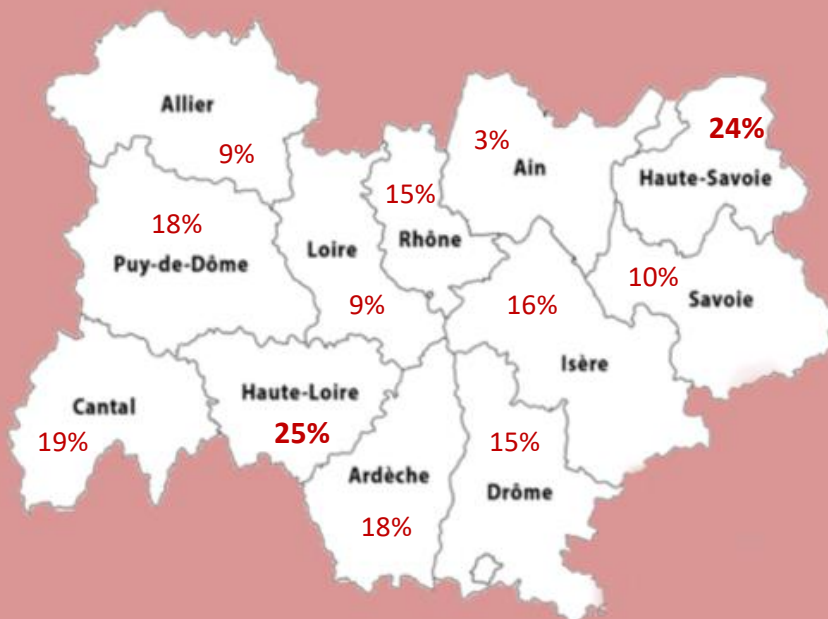 Allier
9%
3%
Ain
24%
Haute-Savoie
15%
Rhône
18%
Puy-de-Dôme
Loire
9%
10%
Savoie
16%
Isère
Cantal
19%
Haute-Loire
25%
Ardèche
18%
15%
Drôme